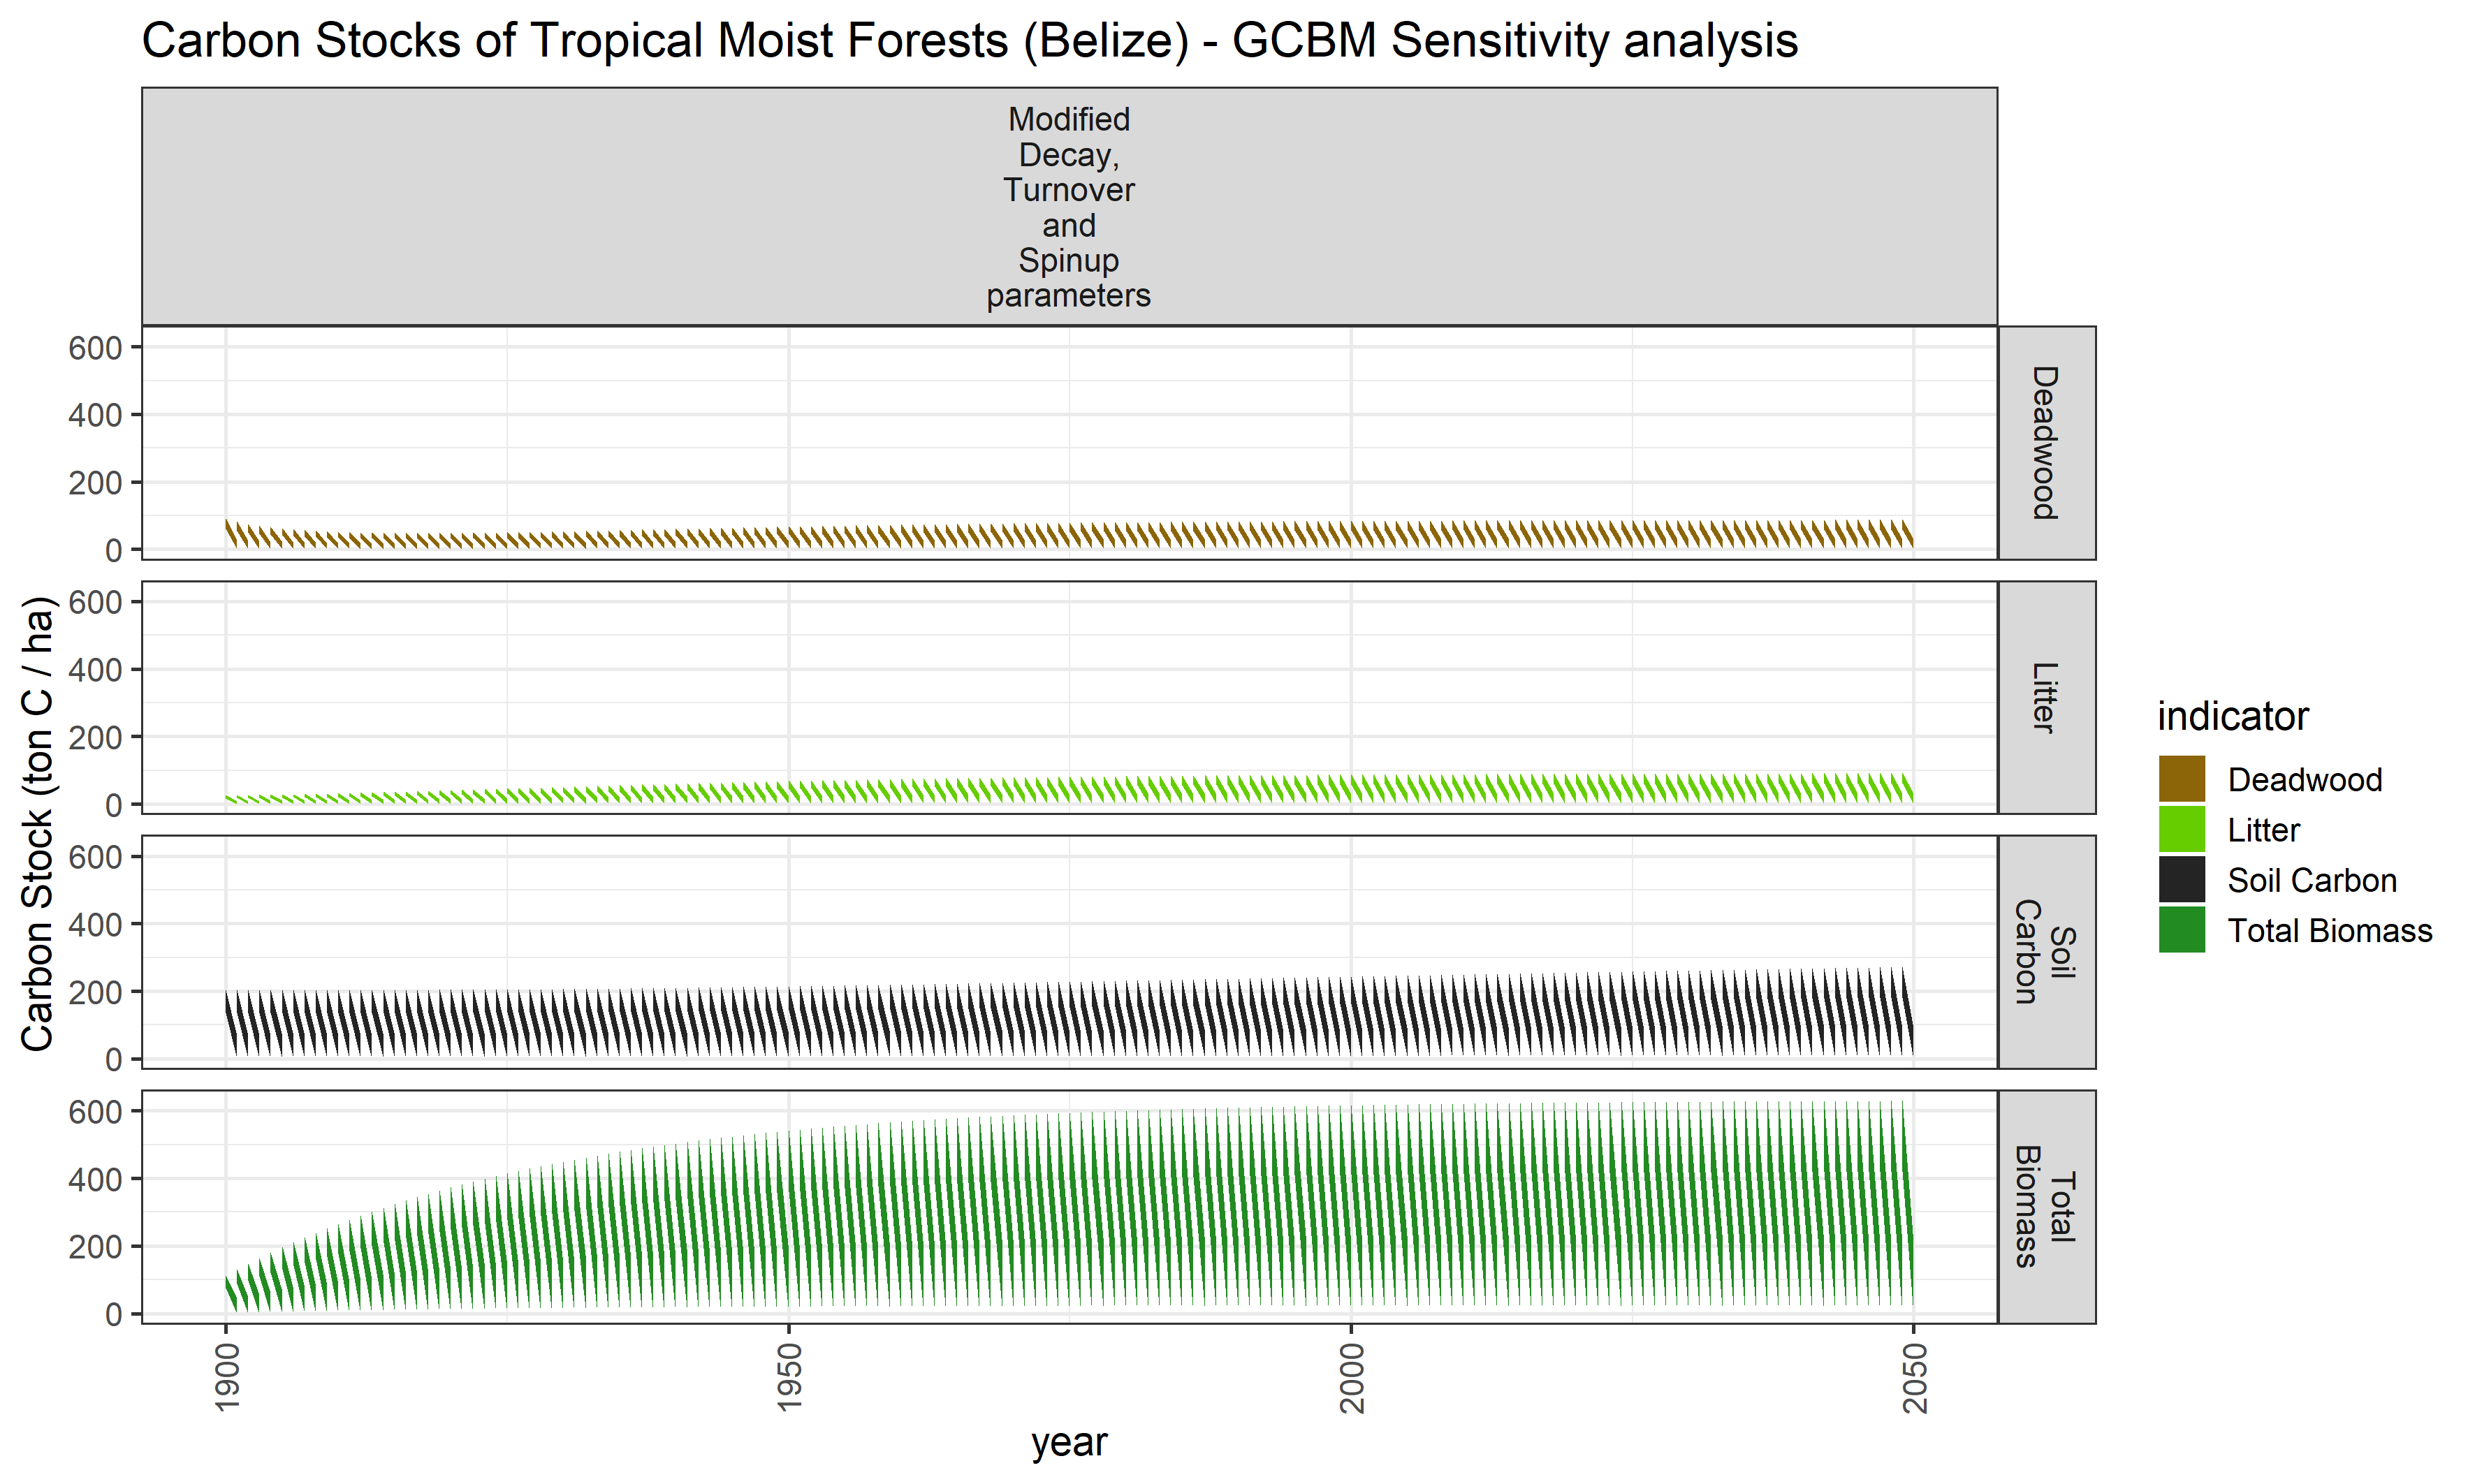 Carbon Stocks of Tropical Moist Forests (Belize) - GCBM Sensitivity analysis
Modified
Decay,
Turnover
and
Spinup
parameters
Carbon Stock (ton C / ha)
600
400
200
0
Deadwood
600
400
200
0
Litter
600
400
200
0
Soil
Carbon
600
400
200
0
Total
Biomass
1900
1950
2000
2050
year
indicator
Deadwood
Litter
Soil Carbon
Total Biomass